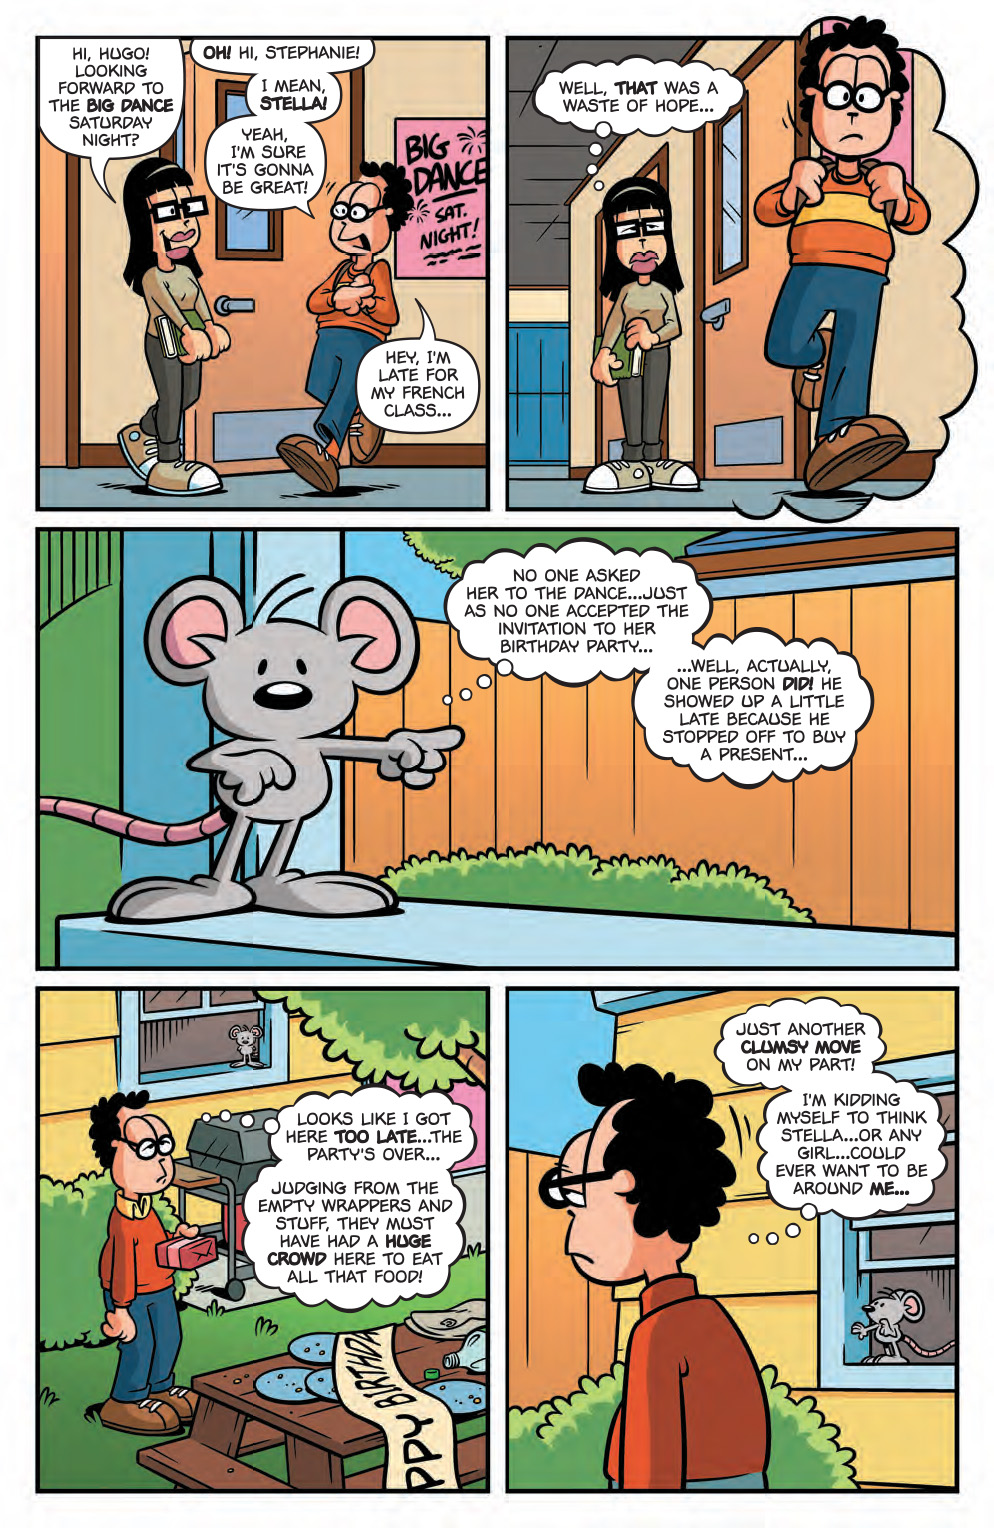 HI, HUGO!
LOOKING
FORWARD TO
THE BIG DANCE
SATURDAY
NIGHT?
OH! HI, STEPHANIE!
I MEAN,
STELLA!
YEAH,
I'M SURE
IT'S GONNA
BE GREAT!
BIG
DANCE
SAT.
NIGHT!
HEY, I'M
LATE FOR
MY FRENCH
CLASS...
WELL, THAT WAS A
WASTE OF HOPE...
NO ONE ASKED
HER TO THE DANCE...JUST
AS NO ONE ACCEPTED THE
INVITATION TO HER
BIRTHDAY PARTY...
...WELL, ACTUALLY,
ONE PERSON DID! HE
SHOWED UP A LITTLE
LATE BECAUSE HE
STOPPED OFF TO BUY
A PRESENT...
LOOKS LIKE I GOT
HERE TOO LATE...THE
PARTY'S OVER...
JUDGING FROM THE
EMPTY WRAPPERS AND
STUFF, THEY MUST
HAVE HAD A HUGE
CROWD HERE TO EAT
ALL THAT FOOD!
PPY BIRTHDAY
JUST ANOTHER
CLUMSY MOVE
ON MY PART!
I'M KIDDING
MYSELF TO THINK
STELLA...OR ANY
GIRL...COULD
EVER WANT TO BE
AROUND ME...